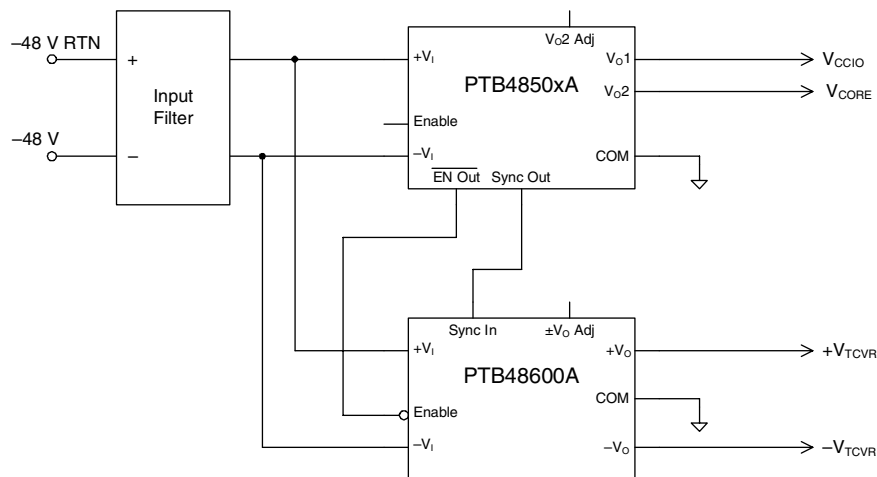 –48 V RTN
+
Input
Filter
–48 V
–
VO2 Adj
+VI
VO1
VCCIO
PTB4850xA
VO2
VCORE
Enable
–VI
COM
EN Out
Sync Out
Sync In
±VO Adj
+VI
+VO
+VTCVR
PTB48600A
COM
Enable
–VI
–VO
–VTCVR